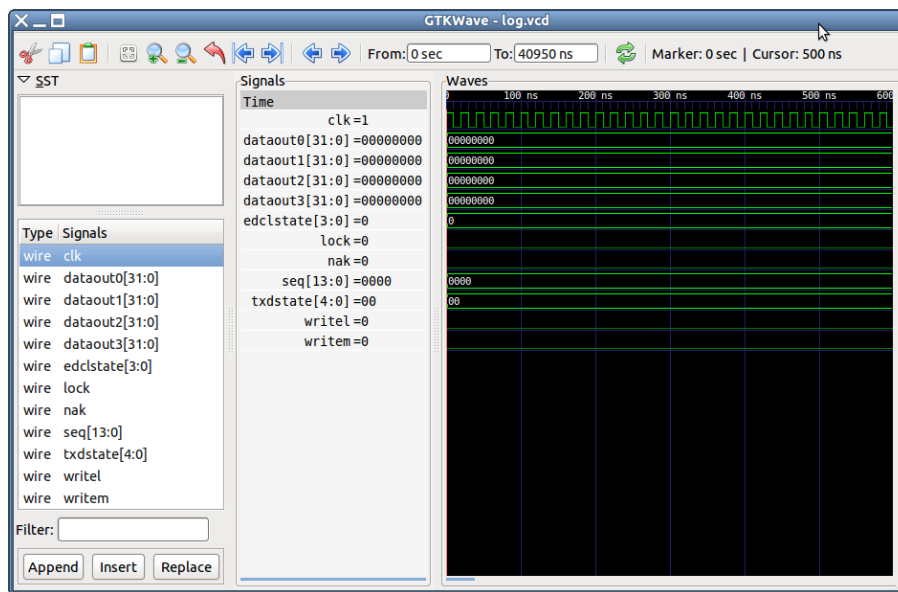 GTKWave - log.vcd
From: 0 sec To: 40950 ns Marker: 0 sec | Cursor: 500 ns
SST
Type Signals
wire clk
wire dataout0[31:0]
wire dataout1[31:0]
wire dataout2[31:0]
wire dataout3[31:0]
wire edclstate[3:0]
wire lock
wire nak
wire seq[13:0]
wire txdstate[4:0]
wire writel
wire writem
Filter:
Append Insert Replace
Signals
Time
clk=1
dataout0[31:0]=00000000
dataout1[31:0]=00000000
dataout2[31:0]=00000000
dataout3[31:0]=00000000
edclstate[3:0]=0
lock=0
nak=0
seq[13:0]=0000
txdstate[4:0]=00
writel=0
writem=0
Waves
100 ns 200 ns 300 ns 400 ns 500 ns 600
00000000
00000000
00000000
00000000
0
0000
00